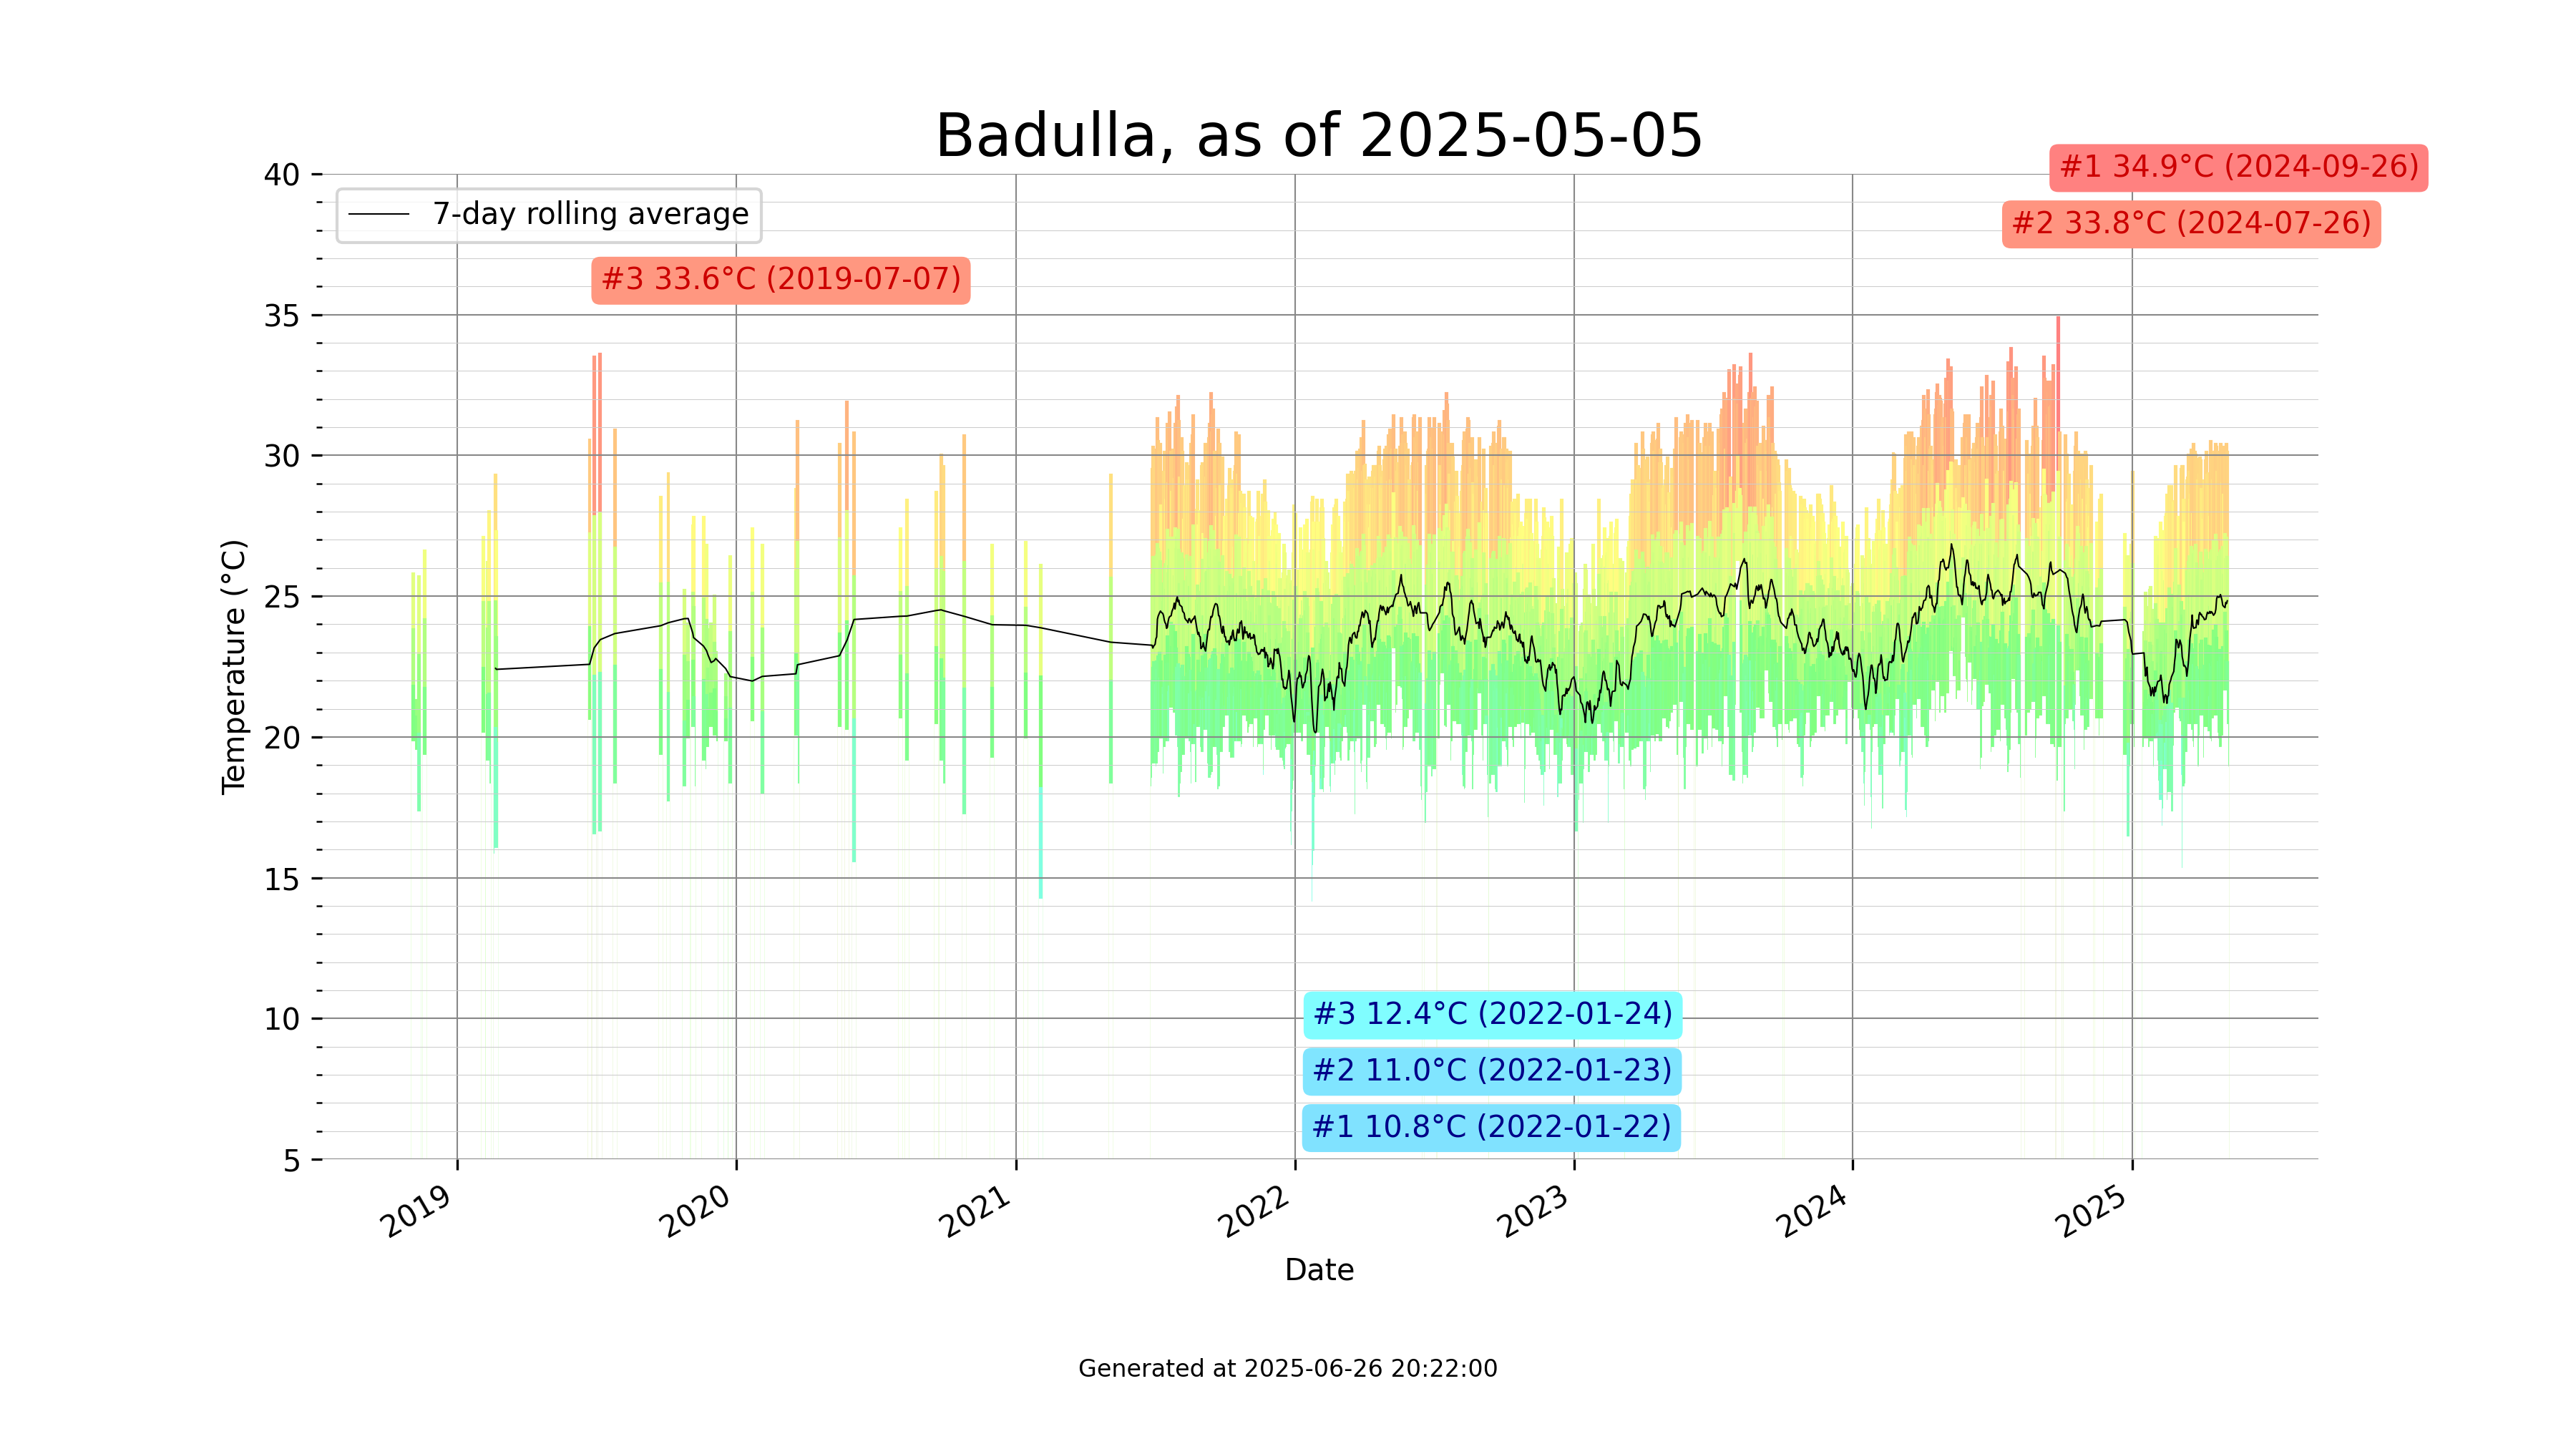 Badulla, as of 2025-05-05
#1 34.9°C (2024-09-26)
#2 33.8°C (2024-07-26)
#3 33.6°C (2019-07-07)
7-day rolling average
40
35
30
25
20
15
10
5
Temperature (°C)
#3 12.4°C (2022-01-24)
#2 11.0°C (2022-01-23)
#1 10.8°C (2022-01-22)
2019
2020
2021
2022
2023
2024
2025
Date
Generated at 2025-06-26 20:22:00